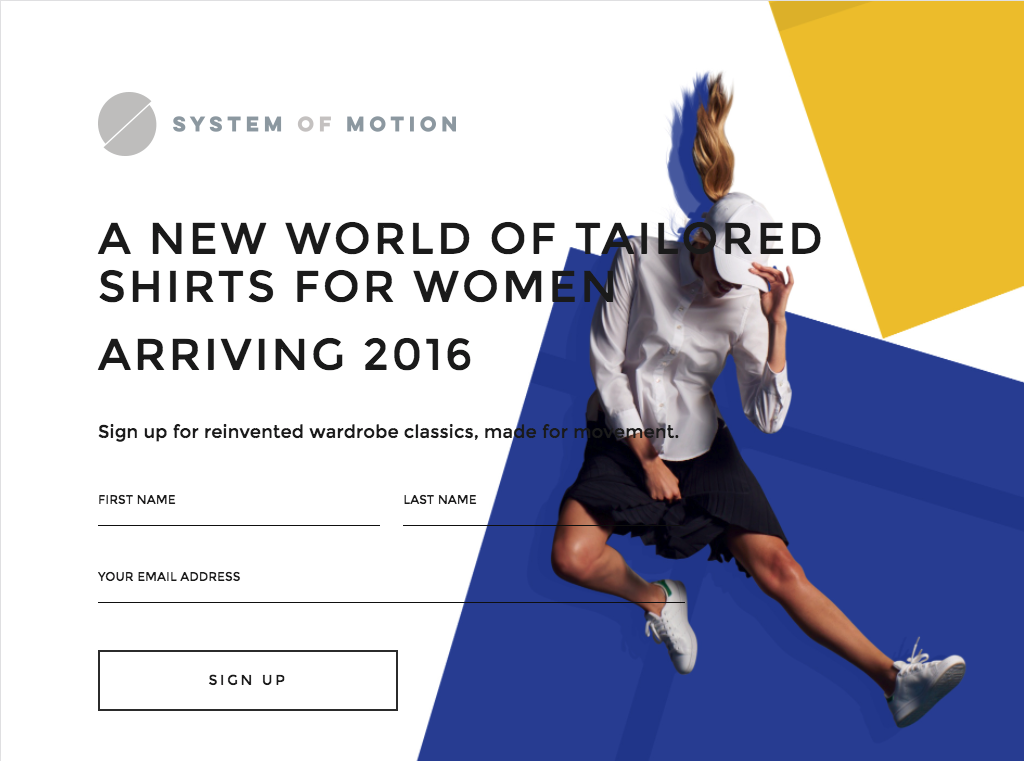 SYSTEM OF MOTION
A NEW WORLD OF TAILORED
SHIRTS FOR WOMEN
ARRIVING 2016
Sign up for reinvented wardrobe classics, made for movement.
FIRST NAME LAST NAME
YOUR EMAIL ADDRESS
SIGN UP